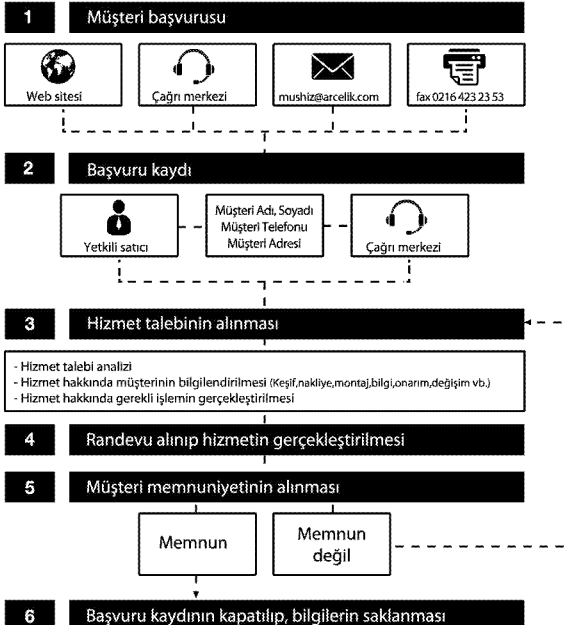 1 Müşteri başvurusu
Web sitesi
Çağrı merkezi
mushiz@arcelik.com
fax 0216 423 23 53
2 Başvuru kaydı
Yetkili satıcı
Müşteri Adı, Soyadı
Müşteri Telefonu
Müşteri Adresi
Çağrı merkezi
3 Hizmet talebinin alınması
- Hizmet talebi analizi
- Hizmet hakkında müşterinin bilgilendirilmesi (Keşif,nakliye,montaj,bilgi,onarım,değişim vb.)
- Hizmet hakkında gerekli işlemin gerçekleştirilmesi
4 Randevu alınıp hizmetin gerçekleştirilmesi
5 Müşteri memnuniyetinin alınması
Memnun
Memnun
değil
6 Başvuru kaydının kapatılıp, bilgilerin saklanması